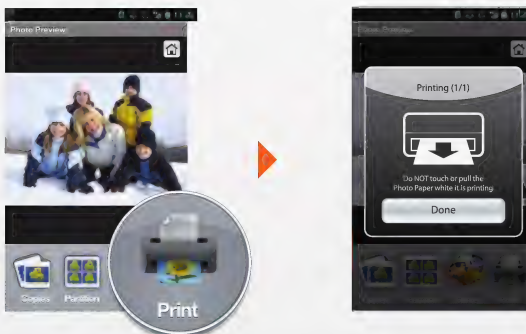 Photo Preview
Copies
Partition
Print
Printing (1/1)
Do NOT touch or pull the
Photo Paper while it is printing.
Done